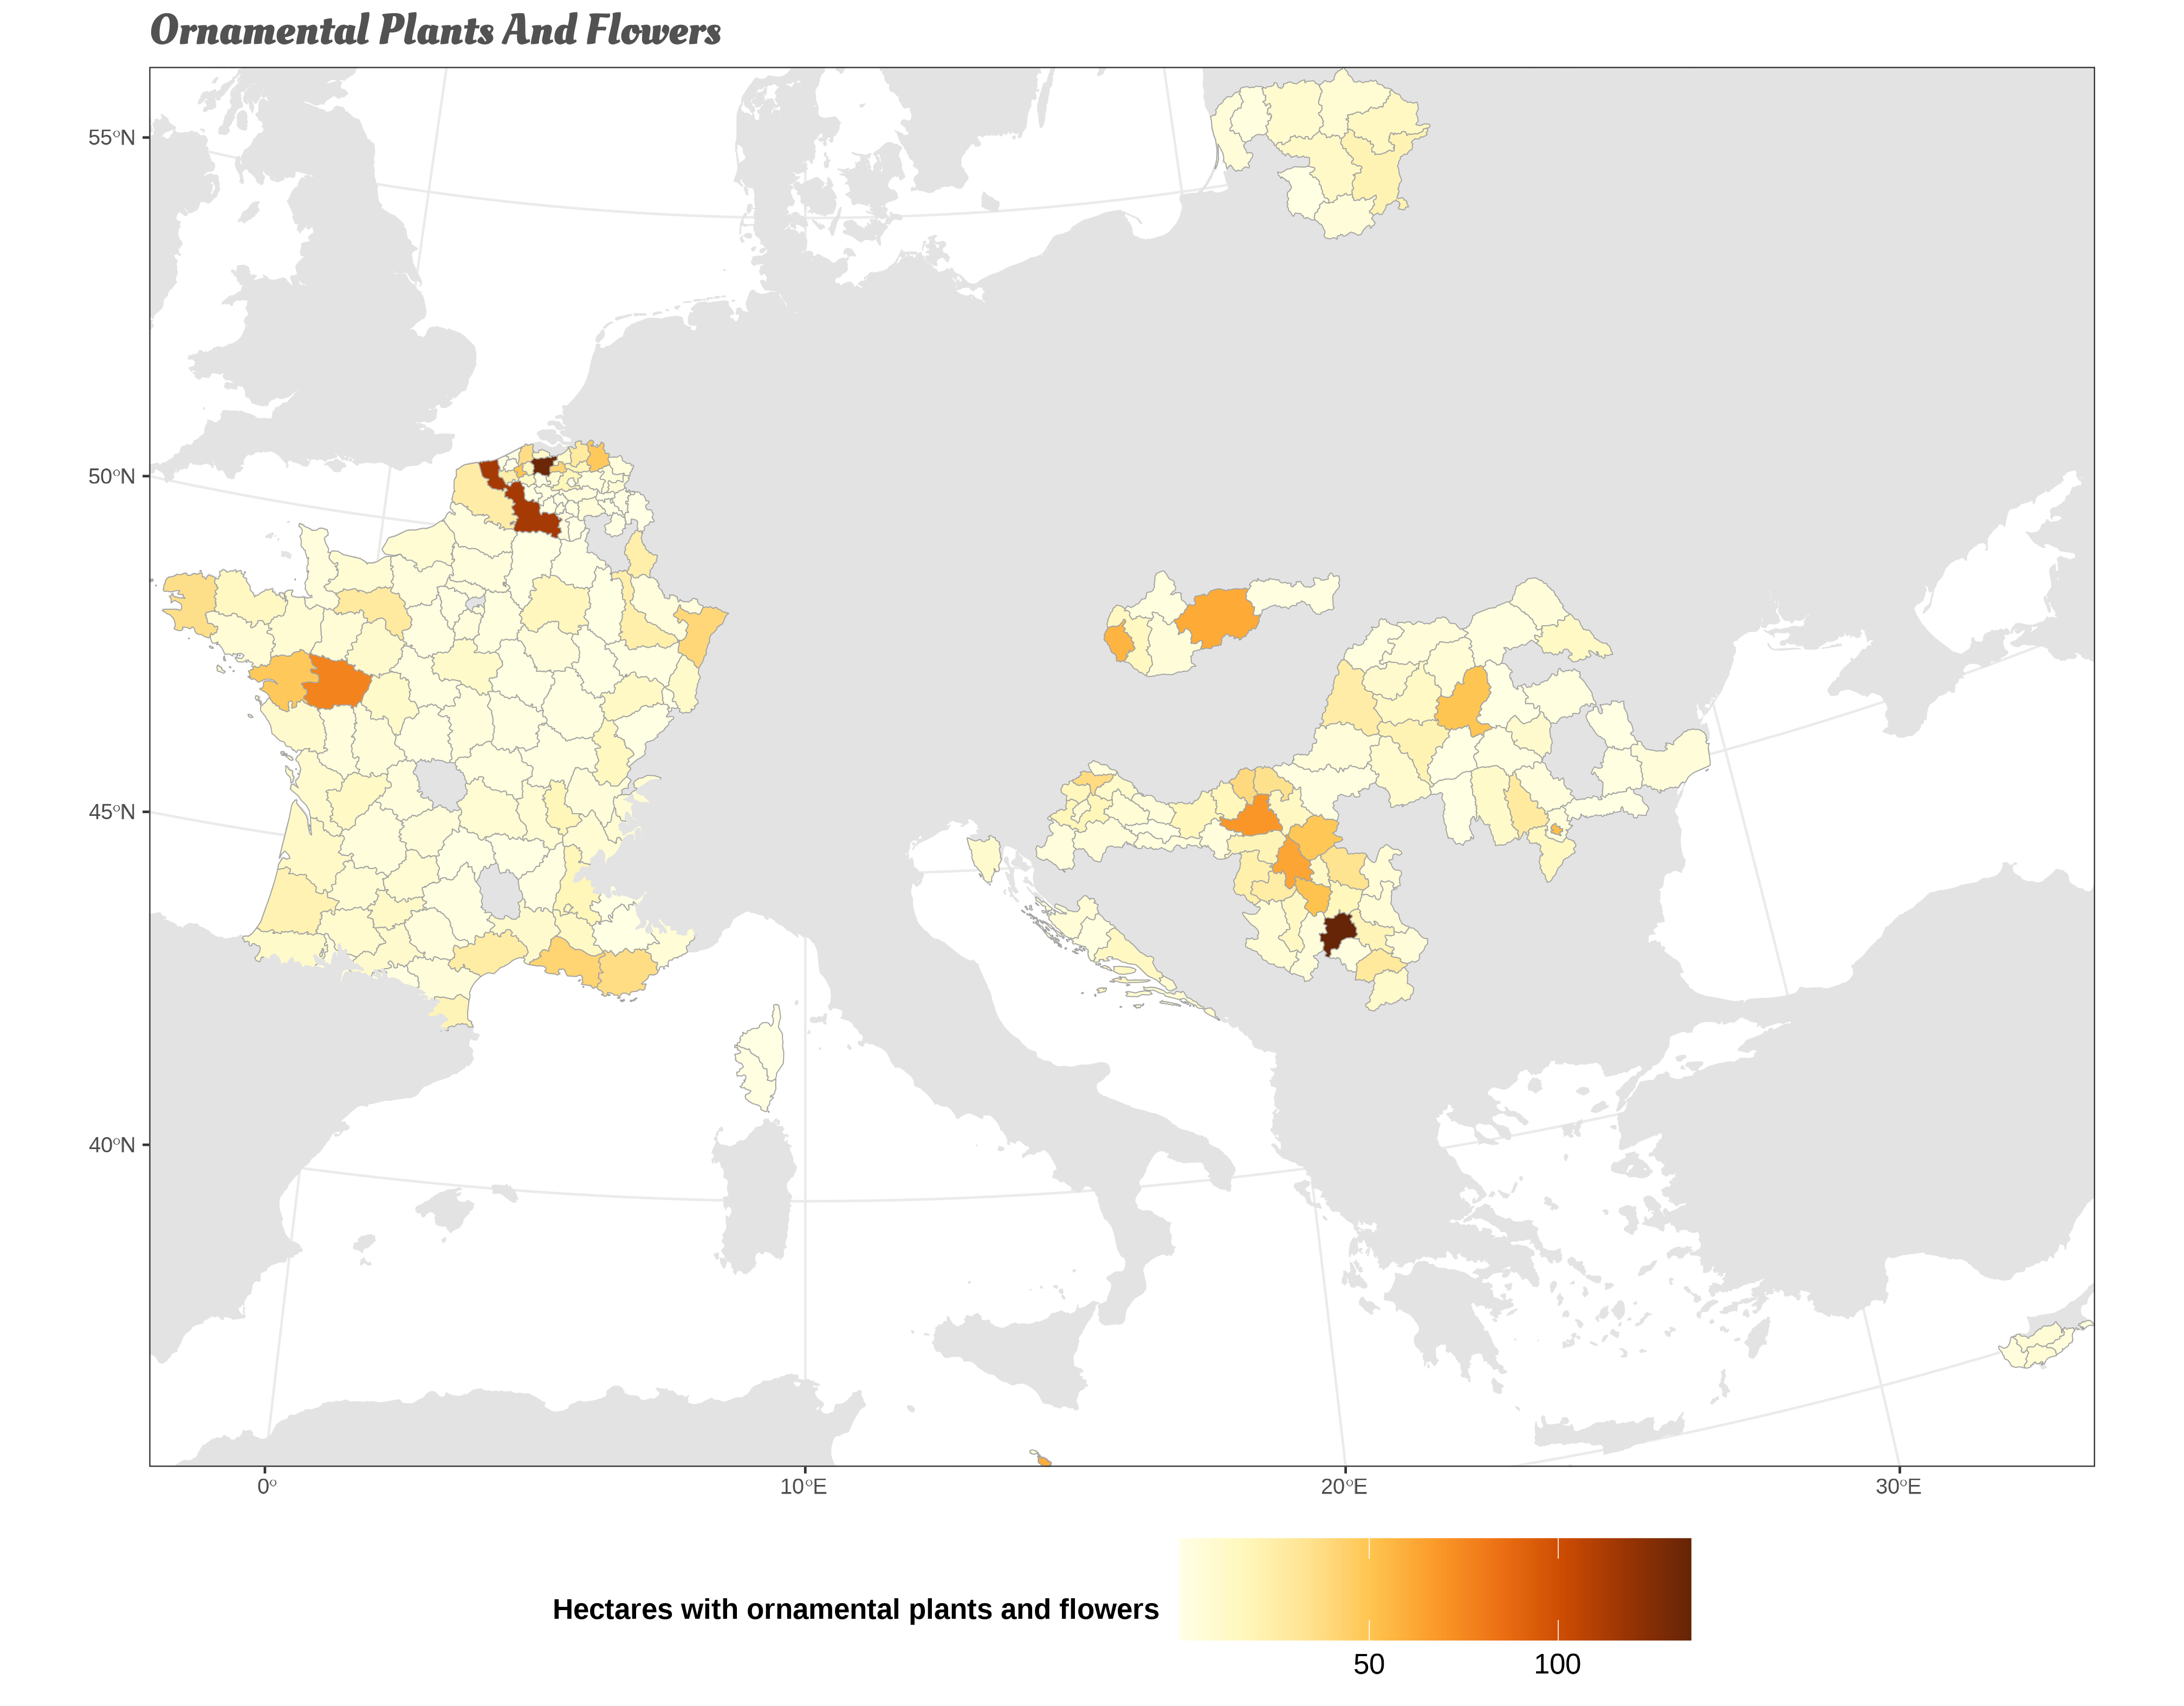 Ornamental Plants And Flowers
55°N
50°N
45°N
40°N
0°
10°E
20°E
30°E
Hectares with ornamental plants and flowers
50
100